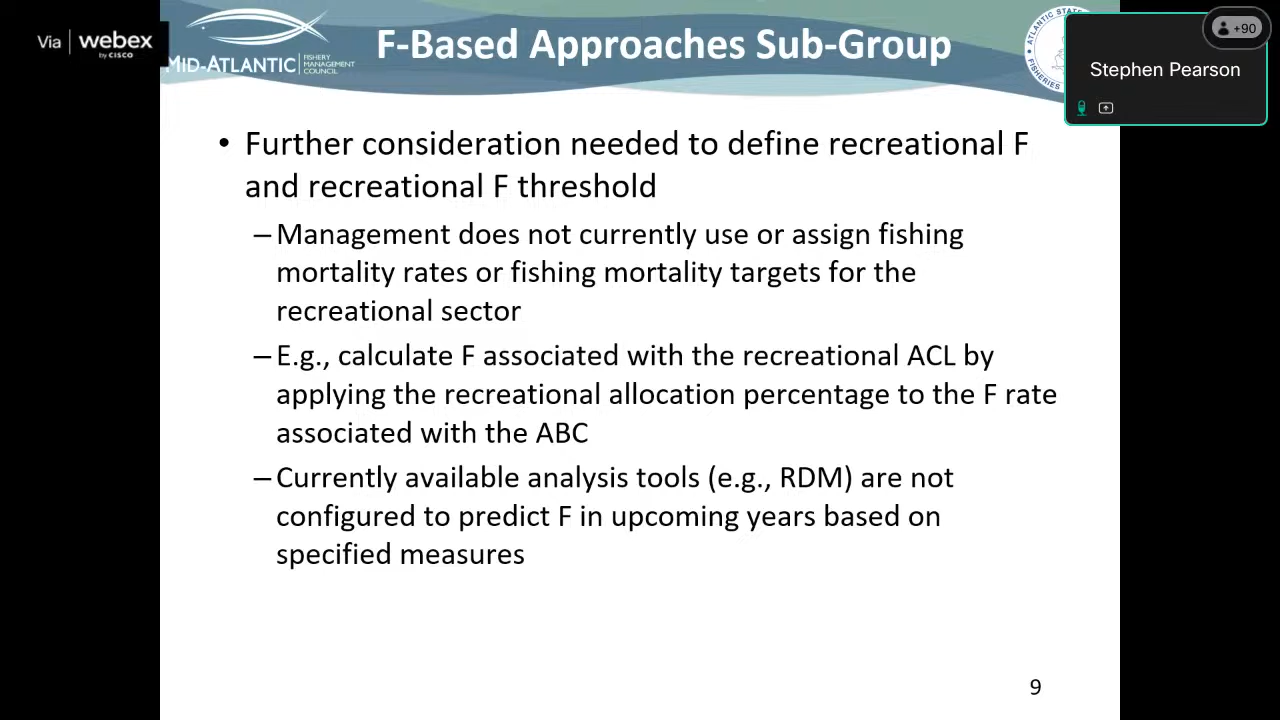 Via webex
by CISCO
MID-ATLANTIC FISHERY
MANAGEMENT
COUNCIL
F-Based Approaches Sub-Group
ATLANTIC STATE
FISHERIES
+90
Stephen Pearson
• Further consideration needed to define recreational F
and recreational F threshold
–Management does not currently use or assign fishing
mortality rates or fishing mortality targets for the
recreational sector
–E.g., calculate F associated with the recreational ACL by
applying the recreational allocation percentage to the F rate
associated with the ABC
–Currently available analysis tools (e.g., RDM) are not
configured to predict F in upcoming years based on
specified measures
9